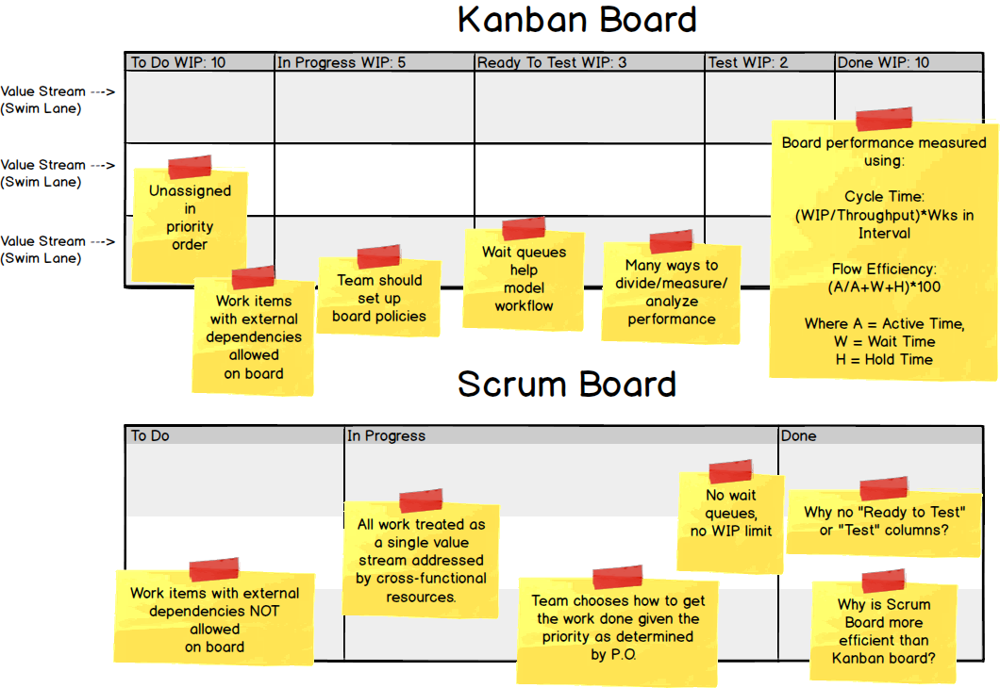 Kanban Board
To Do WIP: 10
In Progress WIP: 5
Ready To Test WIP: 3
Test WIP: 2
Done WIP: 10
Value Stream --->
(Swim Lane)
Value Stream --->
(Swim Lane)
Value Stream --->
(Swim Lane)
Unassigned
in
priority
order
Work items
with external
dependencies
allowed
on board
Team should
set up
board policies
Wait queues
help
model
workflow
Many ways to
divide/measure/
analyze
performance
Board performance measured
using:
Cycle Time:
(WIP/Throughput)*Wks in
Interval
Flow Efficiency:
(A/A+W+H)*100
Where A = Active Time,
W = Wait Time
H = Hold Time
Scrum Board
To Do
In Progress
Done
Work items with external
dependencies NOT
allowed
on board
All work treated as
a single value
stream addressed
by cross-functional
resources.
Team chooses how to get
the work done given the
priority as determined
by P.O.
No wait
queues,
no WIP limit
Why no "Ready to Test"
or "Test" columns?
Why is Scrum
Board more
efficient than
Kanban board?